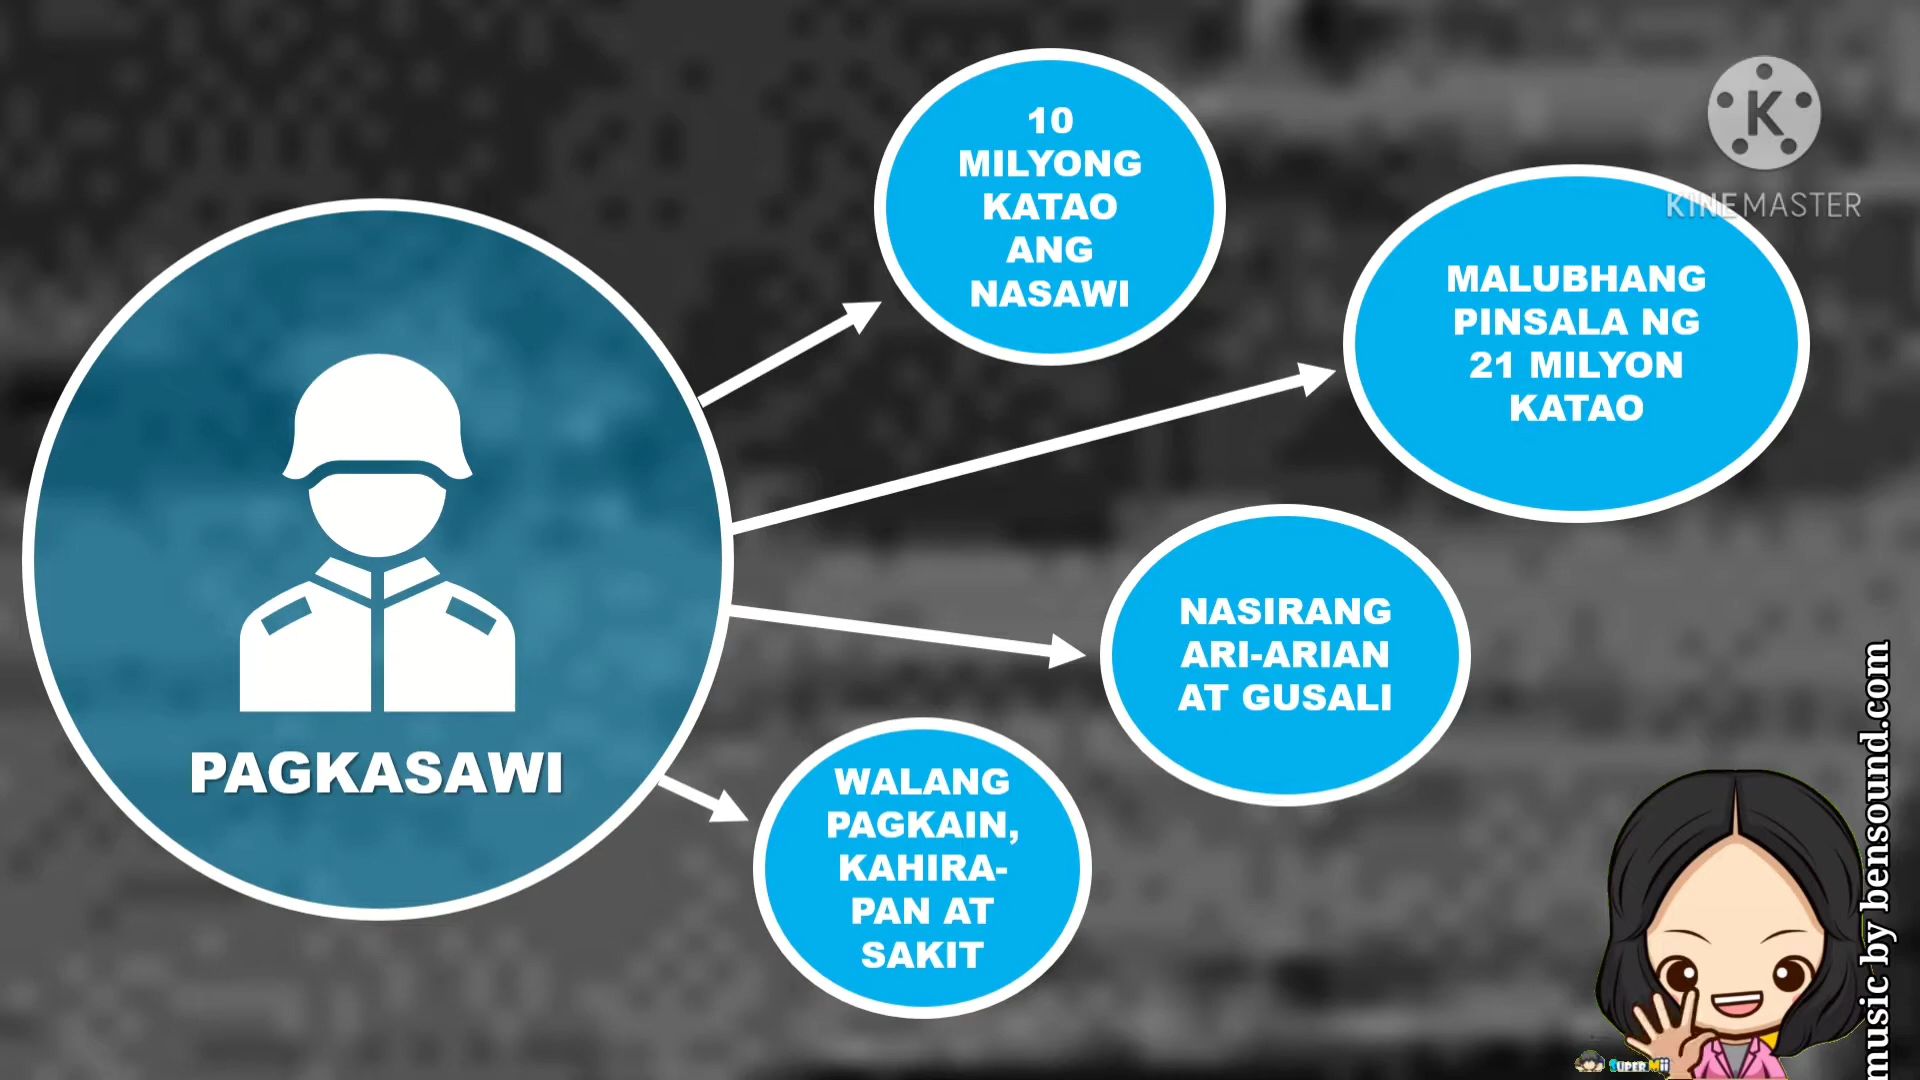 10
MILYONG
KATAO
ANG
NASAWI
KINEMASTER
MALUBHANG
PINSALA NG
21 MILYON
KATAO
NASIRANG
ARI-ARIAN
AT GUSALI
PAGKASAWI
WALANG
PAGKAIN,
KAHIRA-
PAN AT
SAKIT
music by bensound.com
SUPER Mii